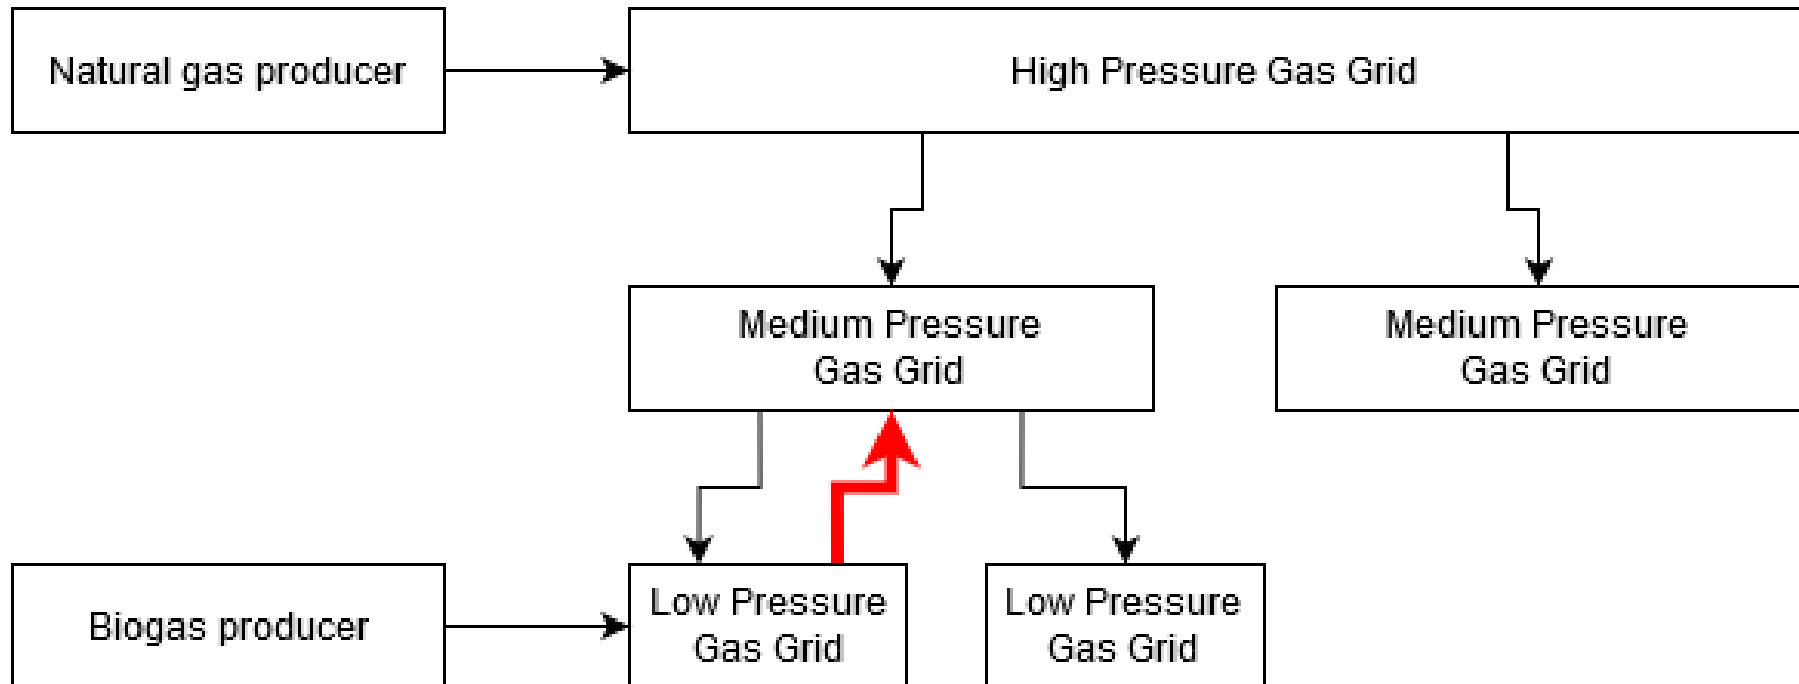 Natural gas producer
High Pressure Gas Grid
Medium Pressure
Gas Grid
Medium Pressure
Gas Grid
Biogas producer
Low Pressure
Gas Grid
Low Pressure
Gas Grid